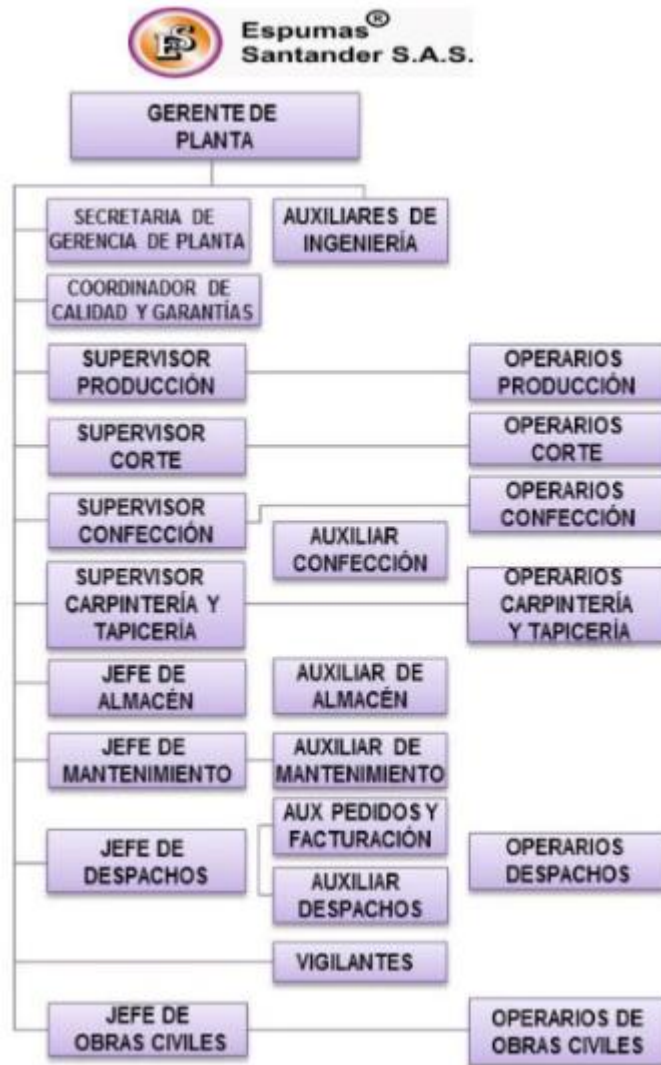 ES
Espumas®
Santander S.A.S.
GERENTE DE
PLANTA
SECRETARIA DE
GERENCIA DE PLANTA
AUXILIARES DE
INGENIERÍA
COORDINADOR DE
CALIDAD Y GARANTÍAS
SUPERVISOR
PRODUCCIÓN
OPERARIOS
PRODUCCIÓN
SUPERVISOR
CORTE
OPERARIOS
CORTE
SUPERVISOR
CONFECCIÓN
AUXILIAR
CONFECCIÓN
OPERARIOS
CONFECCIÓN
SUPERVISOR
CARPINTERÍA Y
TAPICERÍA
OPERARIOS
CARPINTERÍA
Y TAPICERÍA
JEFE DE
ALMACÉN
AUXILIAR DE
ALMACÉN
JEFE DE
MANTENIMIENTO
AUXILIAR DE
MANTENIMIENTO
JEFE DE
DESPACHOS
AUX PEDIDOS Y
FACTURACIÓN
AUXILIAR
DESPACHOS
OPERARIOS
DESPACHOS
VIGILANTES
JEFE DE
OBRAS CIVILES
OPERARIOS DE
OBRAS CIVILES